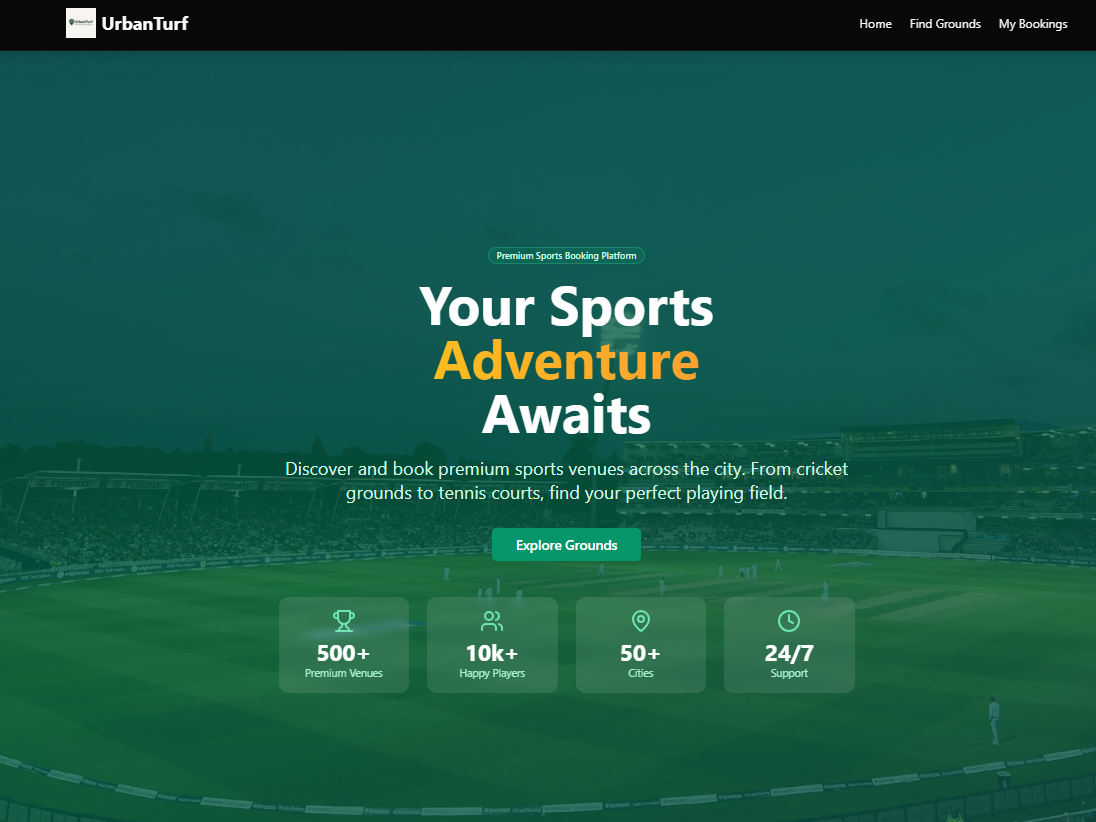 UrbanTurf
UrbanTurf
Home
Find Grounds
My Bookings
Premium Sports Booking Platform
Your Sports
Adventure
Awaits
Discover and book premium sports venues across the city. From cricket
grounds to tennis courts, find your perfect playing field.
Explore Grounds
500+
Premium Venues
10k+
Happy Players
50+
Cities
24/7
Support